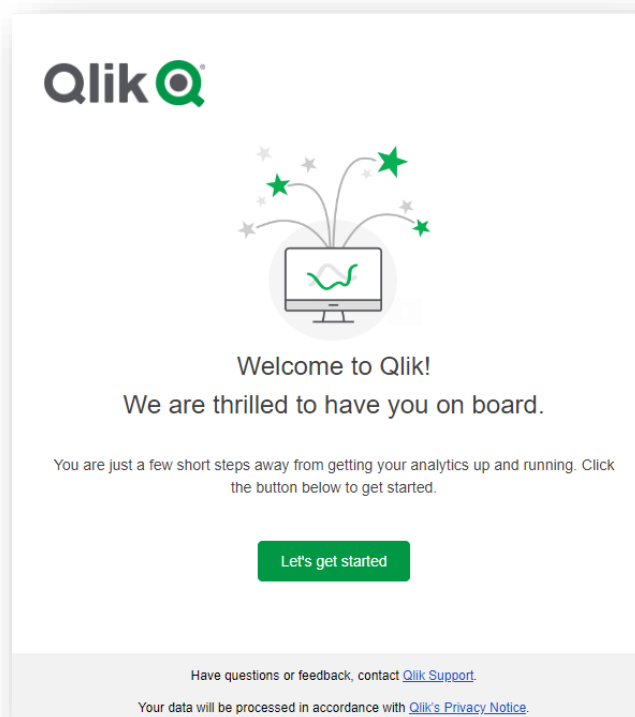 Qlik
Welcome to Qlik!
We are thrilled to have you on board.
You are just a few short steps away from getting your analytics up and running. Click
the button below to get started.
Let's get started
Have questions or feedback, contact Qlik Support.
Your data will be processed in accordance with Qlik's Privacy Notice.